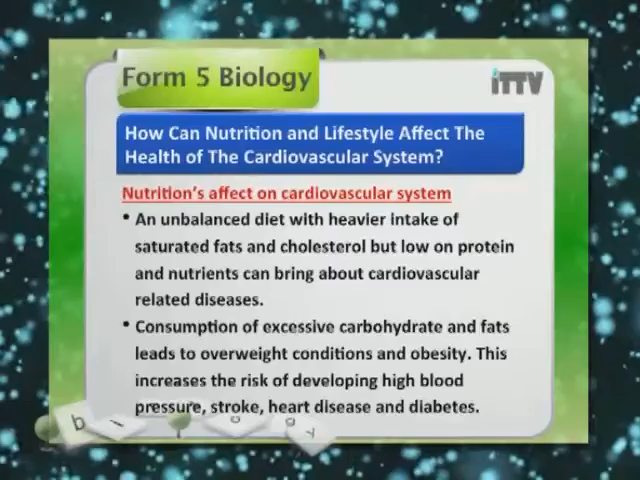 Form 5 Biology
iTTV
How Can Nutrition and Lifestyle Affect The
Health of The Cardiovascular System?
Nutrition's affect on cardiovascular system
• An unbalanced diet with heavier intake of
saturated fats and cholesterol but low on protein
and nutrients can bring about cardiovascular
related diseases.
• Consumption of excessive carbohydrate and fats
leads to overweight conditions and obesity. This
increases the risk of developing high blood
pressure, stroke, heart disease and diabetes.